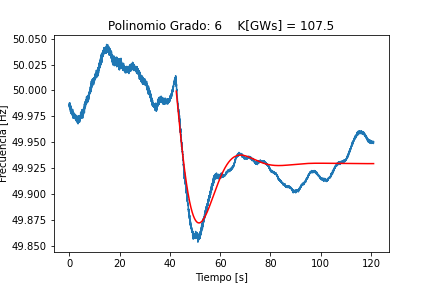 Polinomio Grado: 6    K[GWs] = 107.5
Frecuencia [Hz]
50.050
50.025
50.000
49.975
49.950
49.925
49.900
49.875
49.850
0 20 40 60 80 100 120
Tiempo [s]